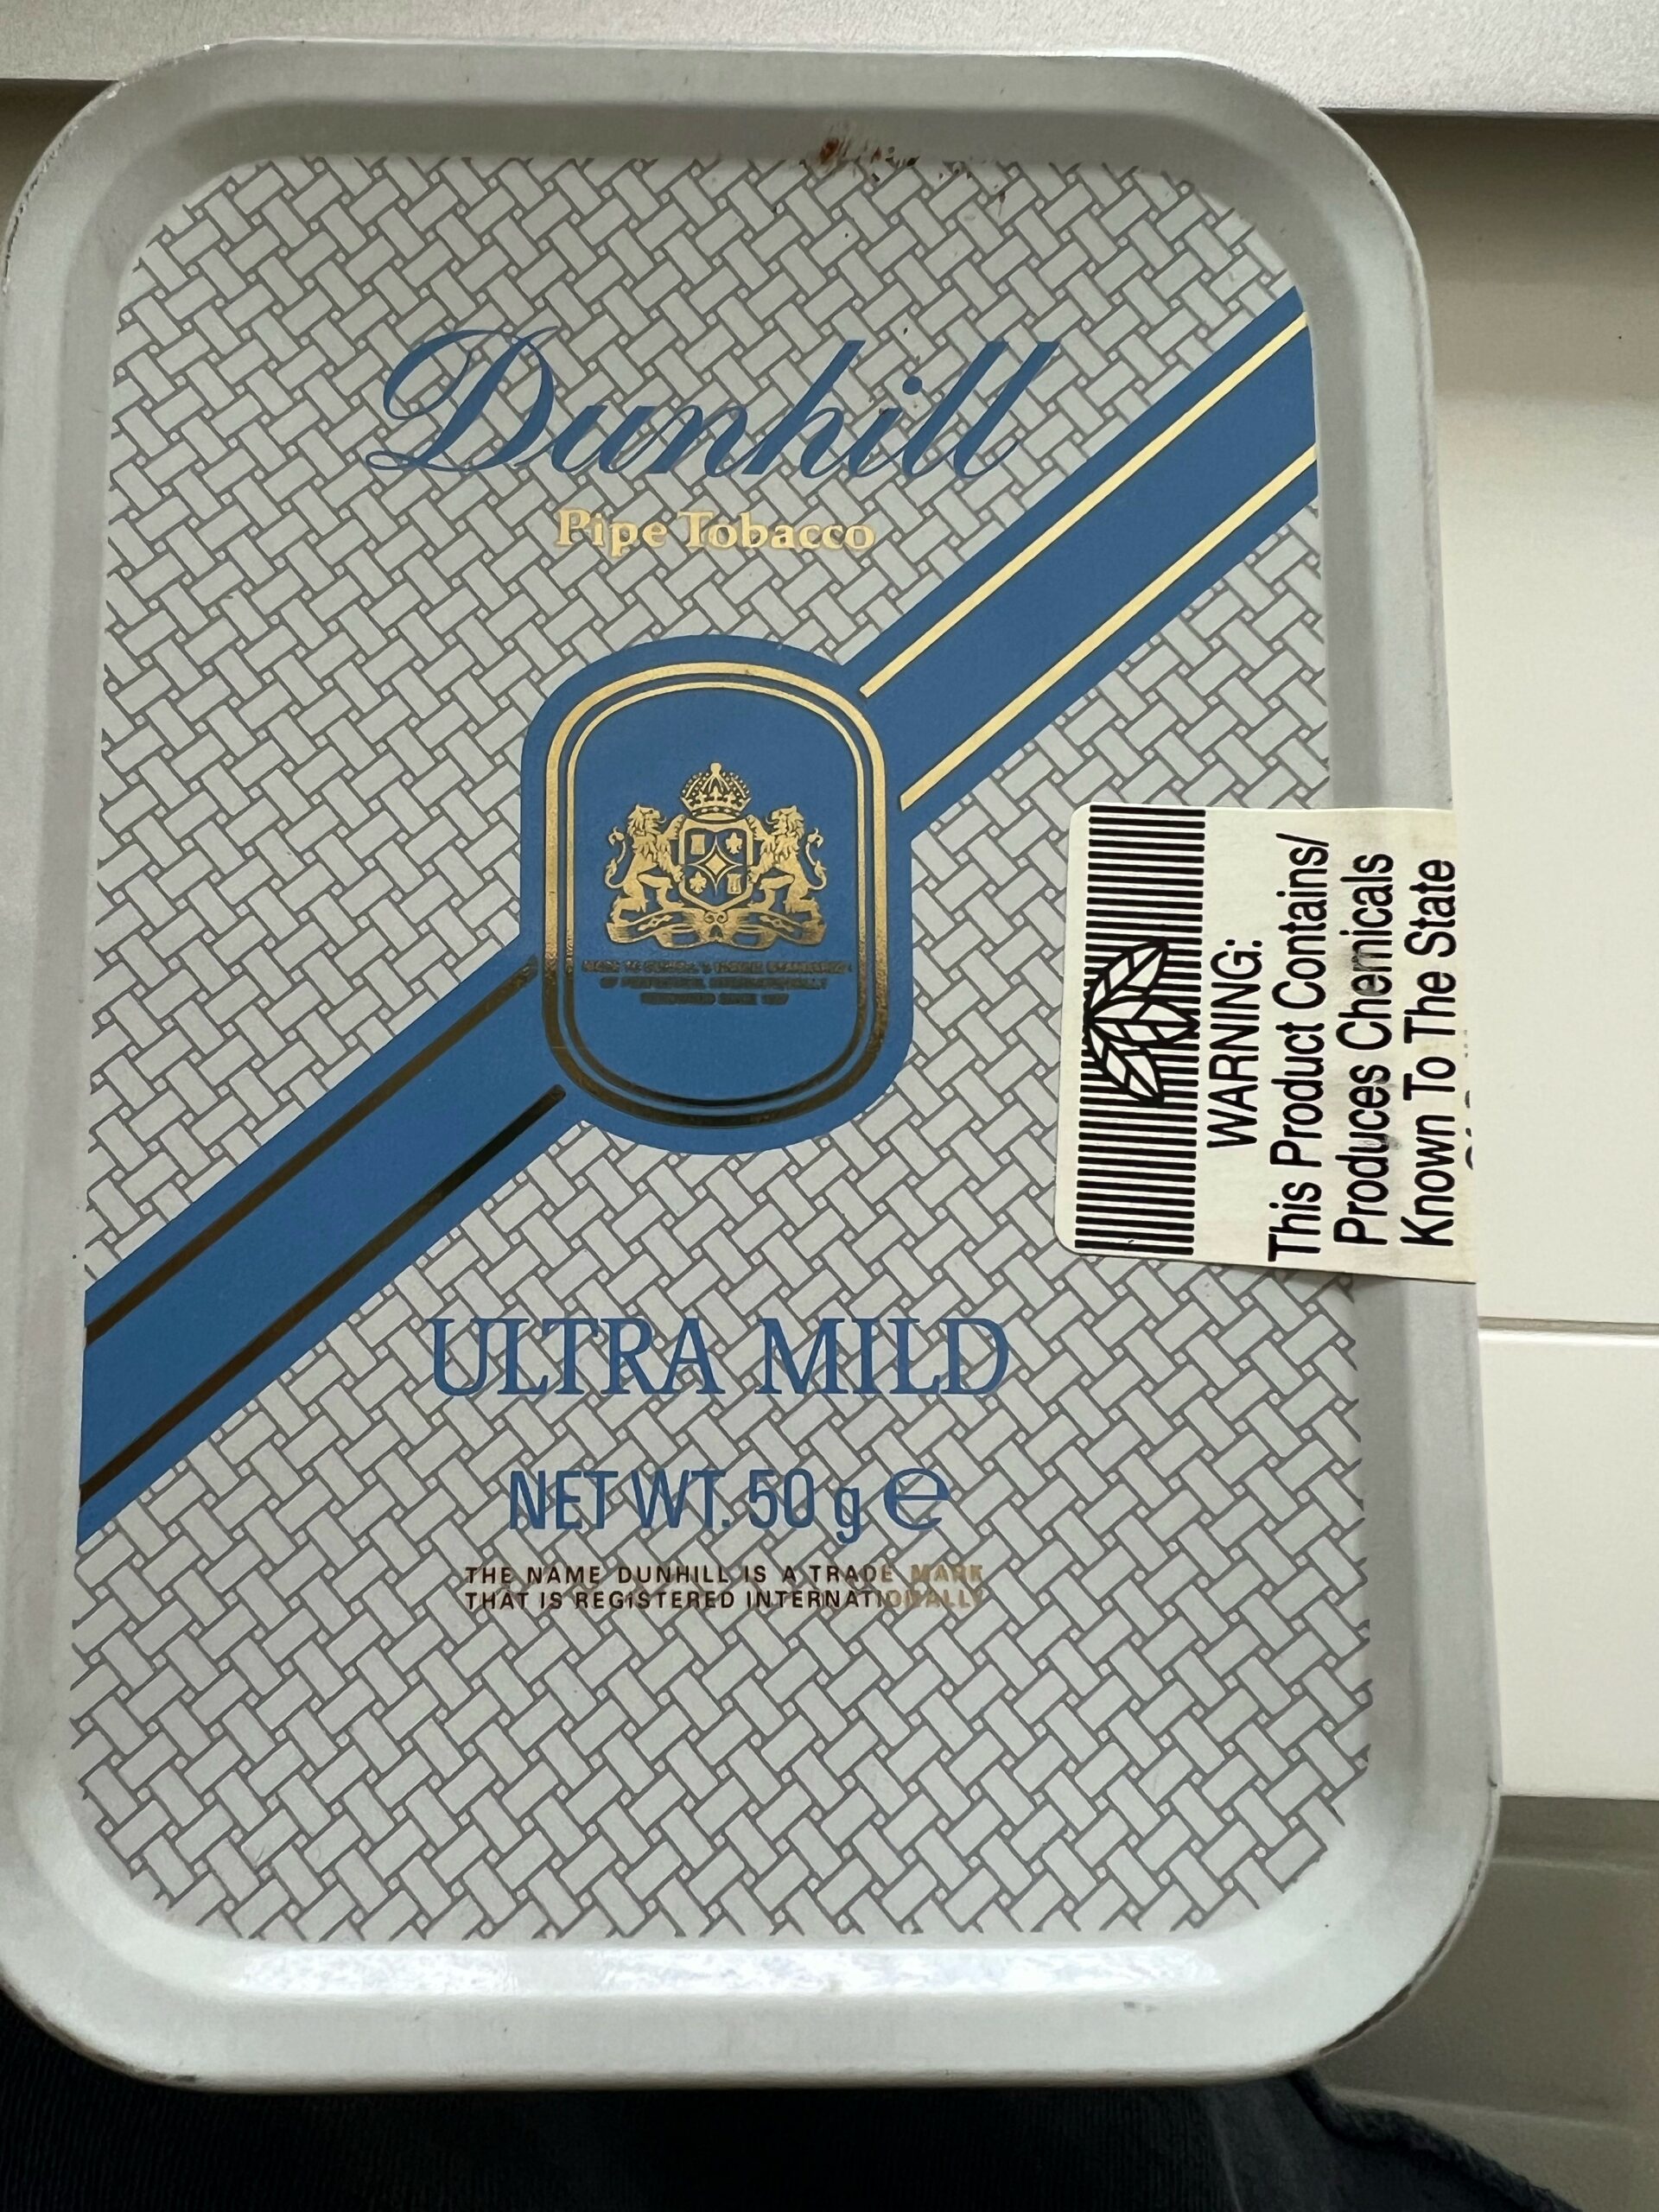 Dunhill
Pipe Tobacco
ULTRA MILD
NET WT. 50 g ℮
THE NAME DUNHILL IS A TRADE MARK
THAT IS REGISTERED INTERNATIONALLY
WARNING:
This Product Contains/
Produces Chemicals
Known To The State